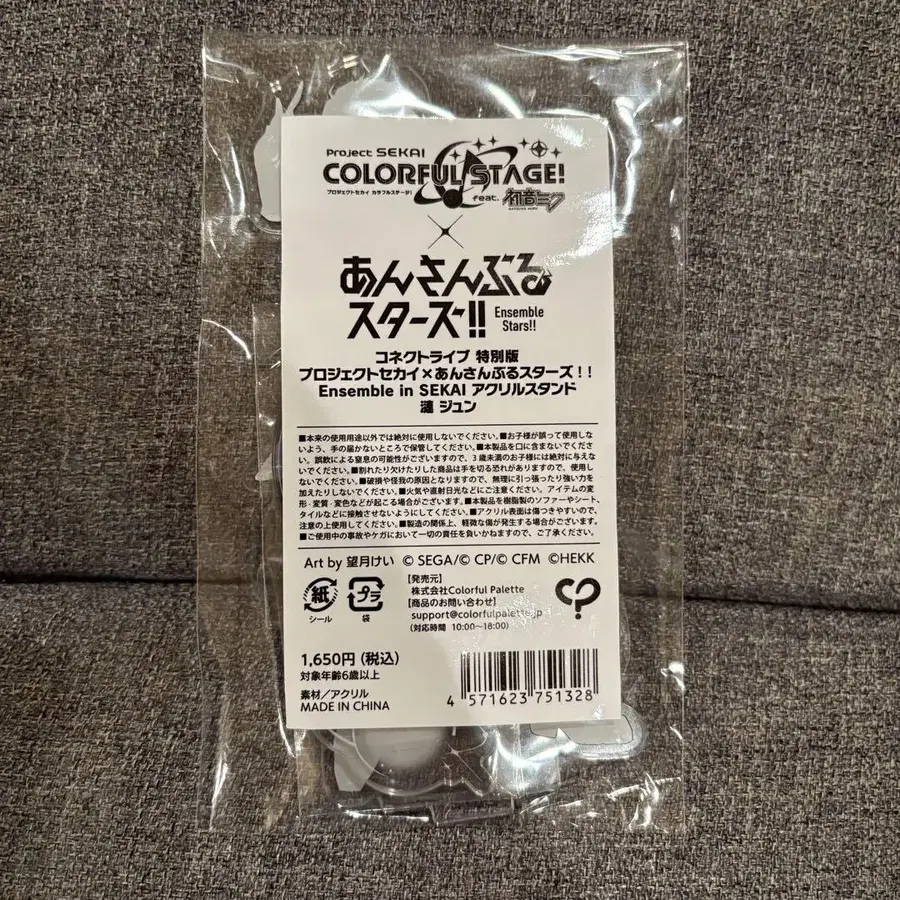 Project SEKAI
COLORFUL STAGE!
プロジェクトセカイ カラフルステージ!
feat. 初音ミク
HATSUNE MIKU
×
あんさんぶる
スターズ!!
Ensemble
Stars!!
コネクトライブ 特別版
プロジェクトセカイ×あんさんぶるスターズ!!
Ensemble in SEKAI アクリルスタンド
漣 ジュン
■本来の使用用途以外では絶対に使用しないでください。■お子様が誤って使用しな
いよう、手の届かないところで保管してください。■本製品を口に含まないでくださ
い。誤飲による窒息の可能性がございますので、3歳未満のお子様には絶対に与えな
いでください。■割れたり欠けたりした商品は手を切る恐れがありますので、使用し
ないでください。■破損や怪我の原因となりますので、無理に引っ張ったり強い力を
加えたりしないでください。■火気や直射日光などにご注意ください。アイテムの変
形・変質・変色などが起こる場合がございます。■本製品を樹脂製のソファーやシート、
タイルなどに接触させないようにしてください。■アクリル表面は傷つきやすいので、
注意の上使用してください。■製造の関係上、軽微な傷が発生する場合がございます。
■ご使用中の事故やケガにおいて一切の責任を負いかねますので、ご了承ください。
Art by 望月けい © SEGA/© CP/© CFM ©HEKK
紙
シール
プラ
袋
【発売元】
株式会社Colorful Palette
【商品のお問い合わせ】
support@colorfulpalette.jp
(対応時間 10:00~18:00)
1,650円(税込)
対象年齢6歳以上
素材/アクリル
MADE IN CHINA
4 571623 751328